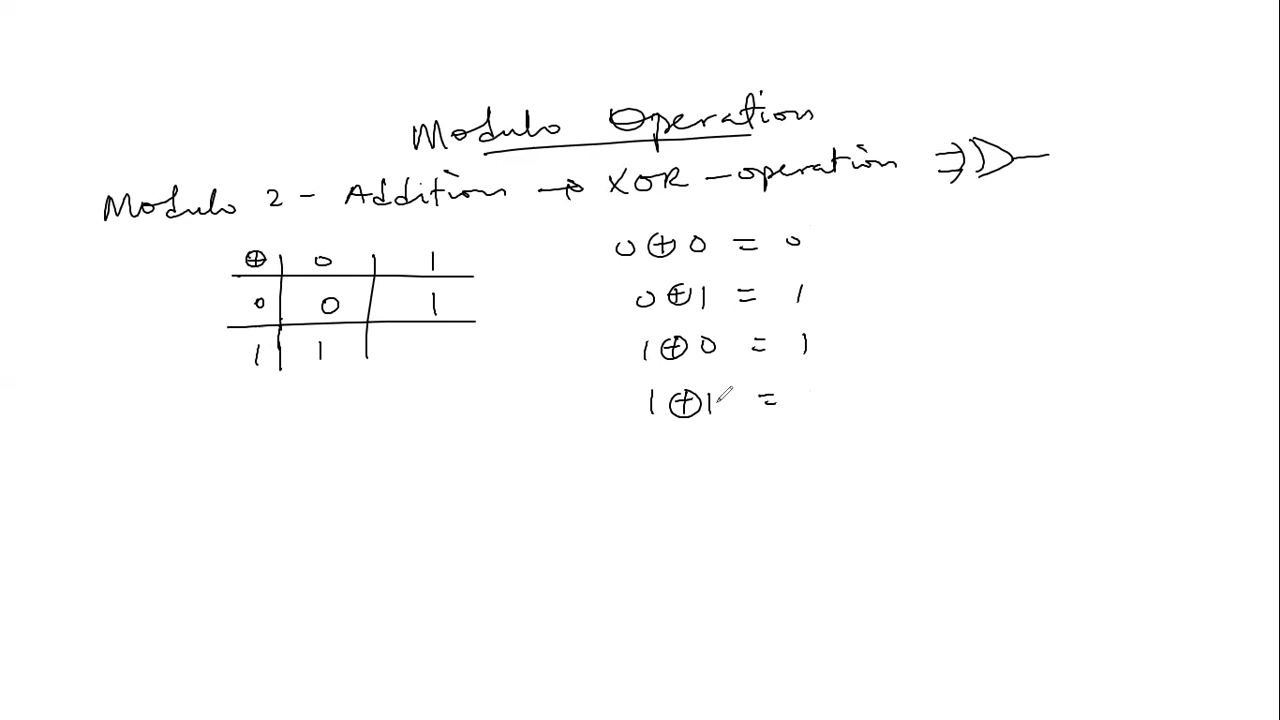 Modulo Operation
Modulo 2 - Addition → XOR - operation
⊕ 0 1
0 0 1
1 1
0 ⊕ 0 = 0
0 ⊕ 1 = 1
1 ⊕ 0 = 1
1 ⊕ 1 =